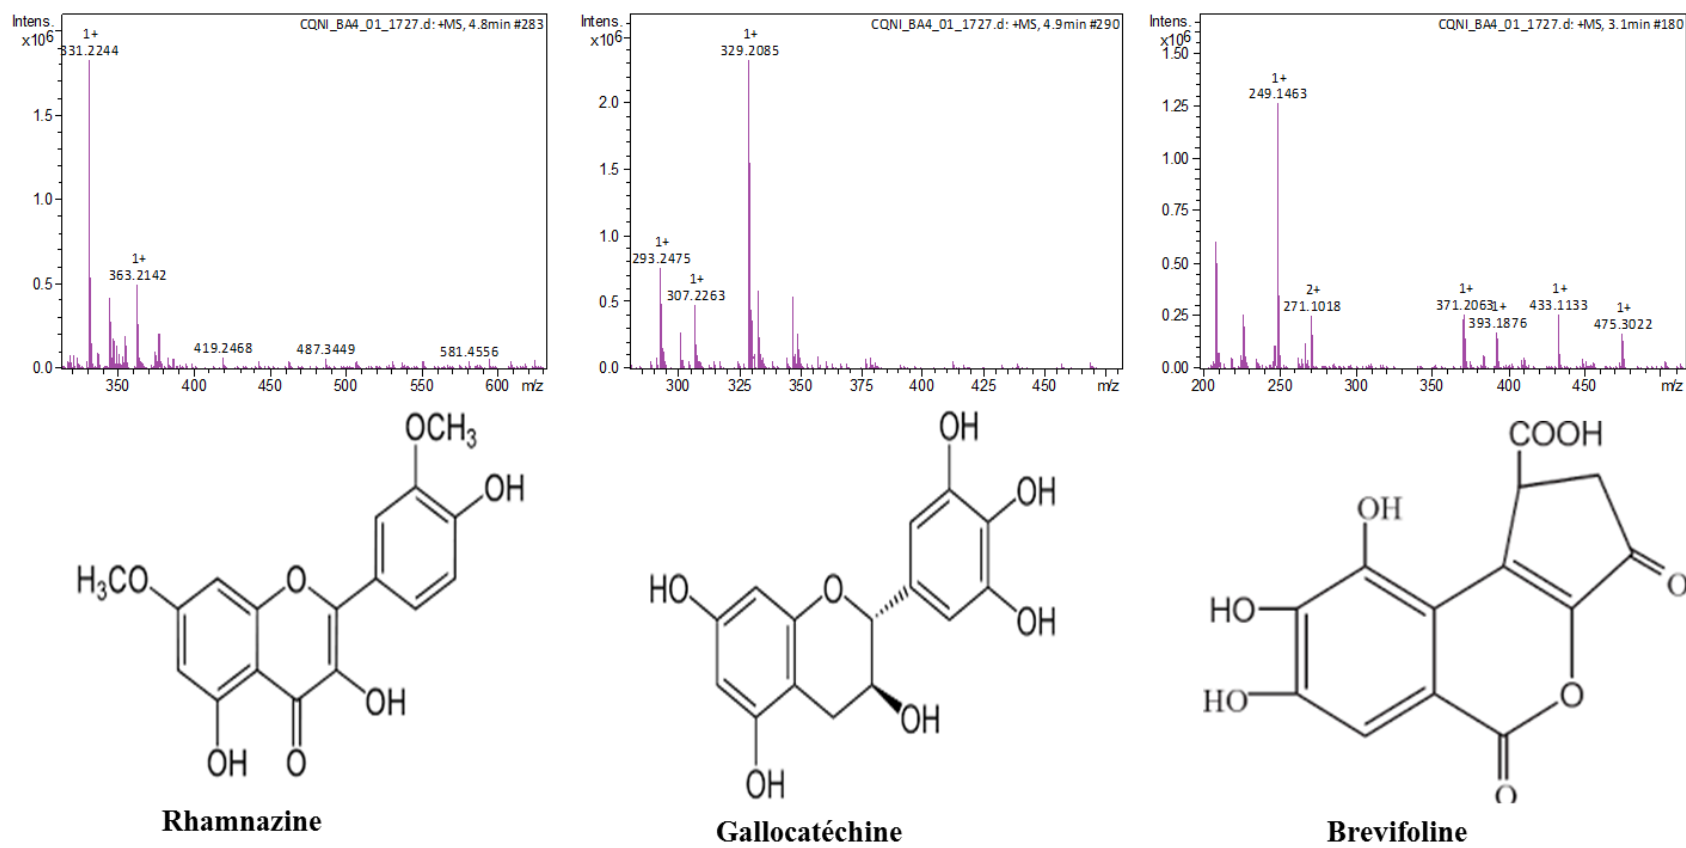 Intens.
x10⁶
CQNI_BA4_01_1727.d: +MS, 4.8min #283
1+
331.2244
1.5
1.0
0.5
0.0
1+
363.2142
419.2468
487.3449
581.4556
350
400
450
500
550
600
m/z
Intens.
x10⁶
CQNI_BA4_01_1727.d: +MS, 4.9min #290
1+
329.2085
2.0
1.5
1.0
0.5
0.0
1+
293.2475
1+
307.2263
300
325
350
375
400
425
450
m/z
Intens.
x10⁶
CQNI_BA4_01_1727.d: +MS, 3.1min #180
1.50
1.25
1.00
0.75
0.50
0.25
0.00
1+
249.1463
2+
271.1018
1+
371.2063
1+
393.1876
1+
433.1133
1+
475.3022
200
250
300
350
400
450
m/z
OCH₃
OH
H₃CO
O
OH
OH
O
Rhamnazine
OH
OH
HO
O
OH
OH
OH
Gallocatéchine
COOH
OH
O
HO
HO
O
O
Brevifoline